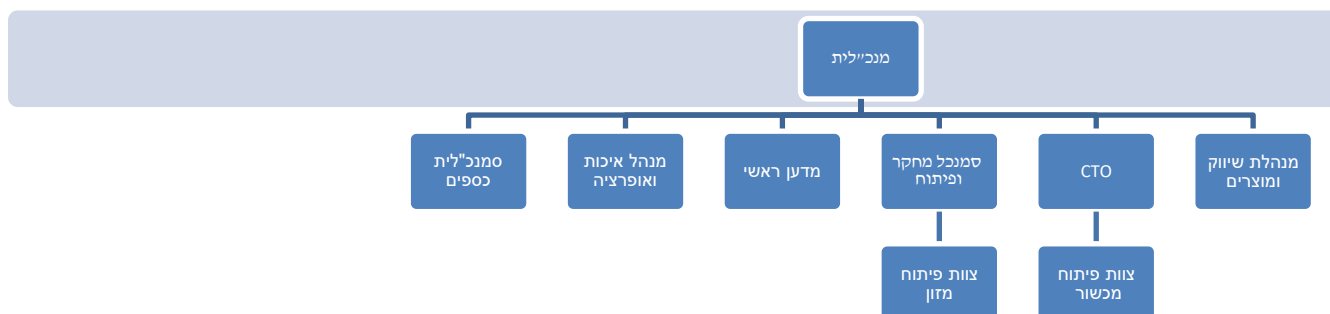 מנכ״לית
מנהלת שיווק
ומוצרים
CTO
סמנכל מחקר
ופיתוח
מדען ראשי
מנהל איכות
ואופרציה
סמנכ"לית
כספים
צוות פיתוח
מכשור
צוות פיתוח
מזון